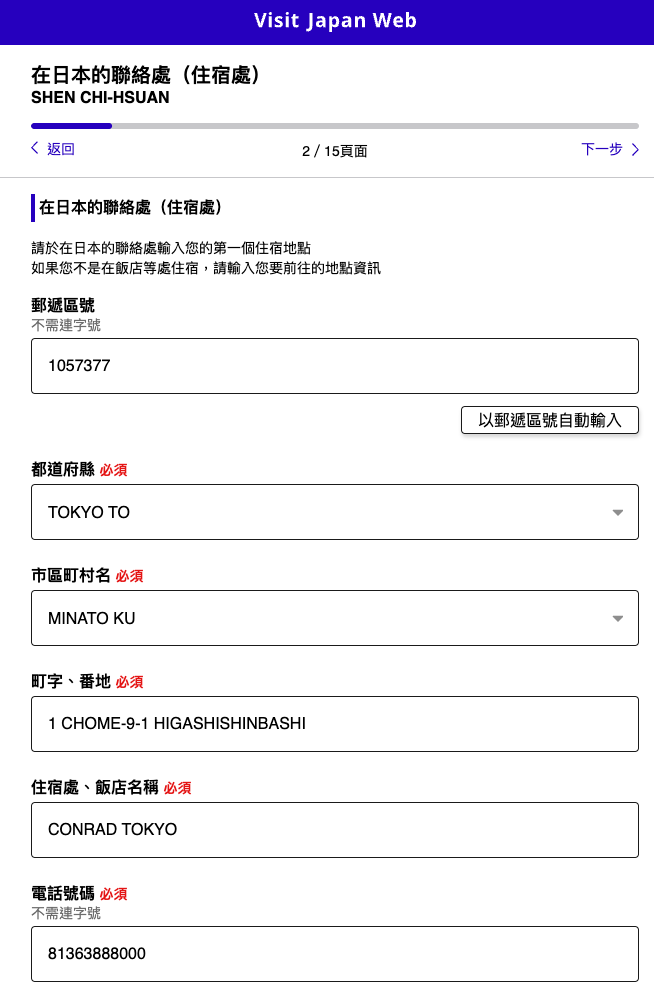 Visit Japan Web
在日本的聯絡處（住宿處）
SHEN CHI-HSUAN
返回
2 / 15頁面
下一步
在日本的聯絡處（住宿處）
請於在日本的聯絡處輸入您的第一個住宿地點
如果您不是在飯店等處住宿，請輸入您要前往的地點資訊
郵遞區號
不需連字號
1057377
以郵遞區號自動輸入
都道府縣 必須
TOKYO TO
市區町村名 必須
MINATO KU
町字、番地 必須
1 CHOME-9-1 HIGASHISHINBASHI
住宿處、飯店名稱 必須
CONRAD TOKYO
電話號碼 必須
不需連字號
81363888000